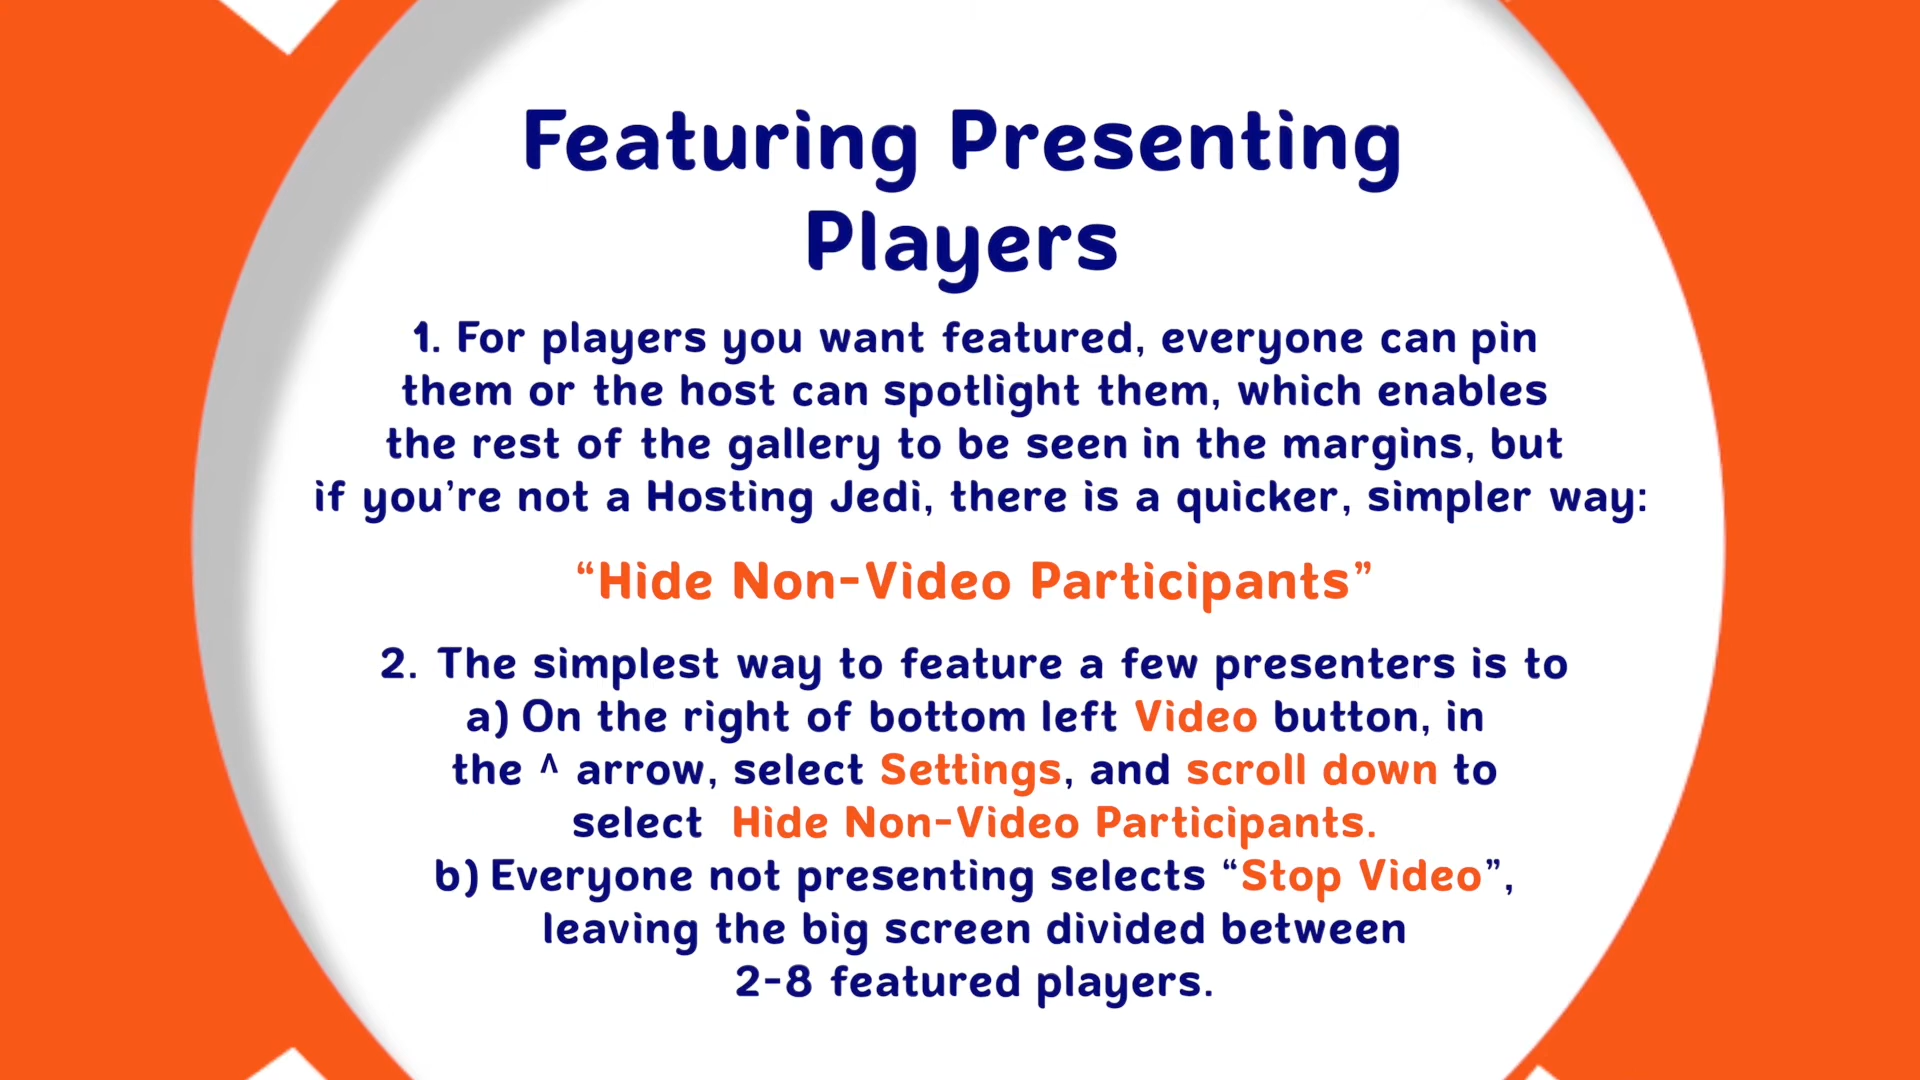 Featuring Presenting
Players
1. For players you want featured, everyone can pin
them or the host can spotlight them, which enables
the rest of the gallery to be seen in the margins, but
if you’re not a Hosting Jedi, there is a quicker, simpler way:
“Hide Non-Video Participants”
2. The simplest way to feature a few presenters is to
a) On the right of bottom left Video button, in
the ^ arrow, select Settings, and scroll down to
select Hide Non-Video Participants.
b) Everyone not presenting selects “Stop Video”,
leaving the big screen divided between
2-8 featured players.